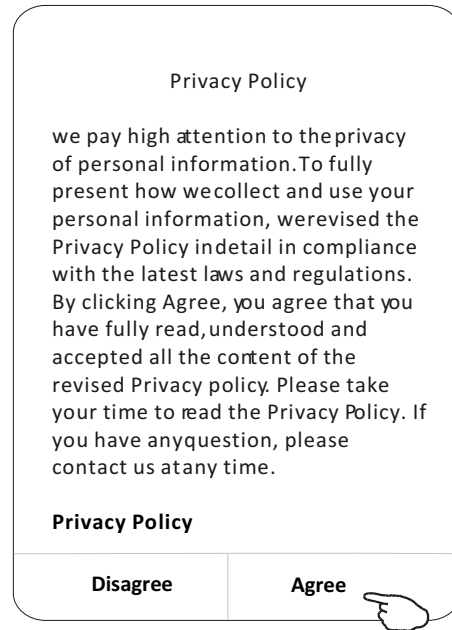 Privacy Policy
we pay high attention to theprivacy
of personal information.To fully
present how wecollect and use your
personal information, werevised the
Privacy Policy indetail in compliance
with the latest laws and regulations.
By clicking Agree, you agree that you
have fully read,understood and
accepted all the content of the
revised Privacy policy. Please take
your time to read the Privacy Policy. If
you have anyquestion, please
contact us atany time.
Privacy Policy
Disagree
Agree